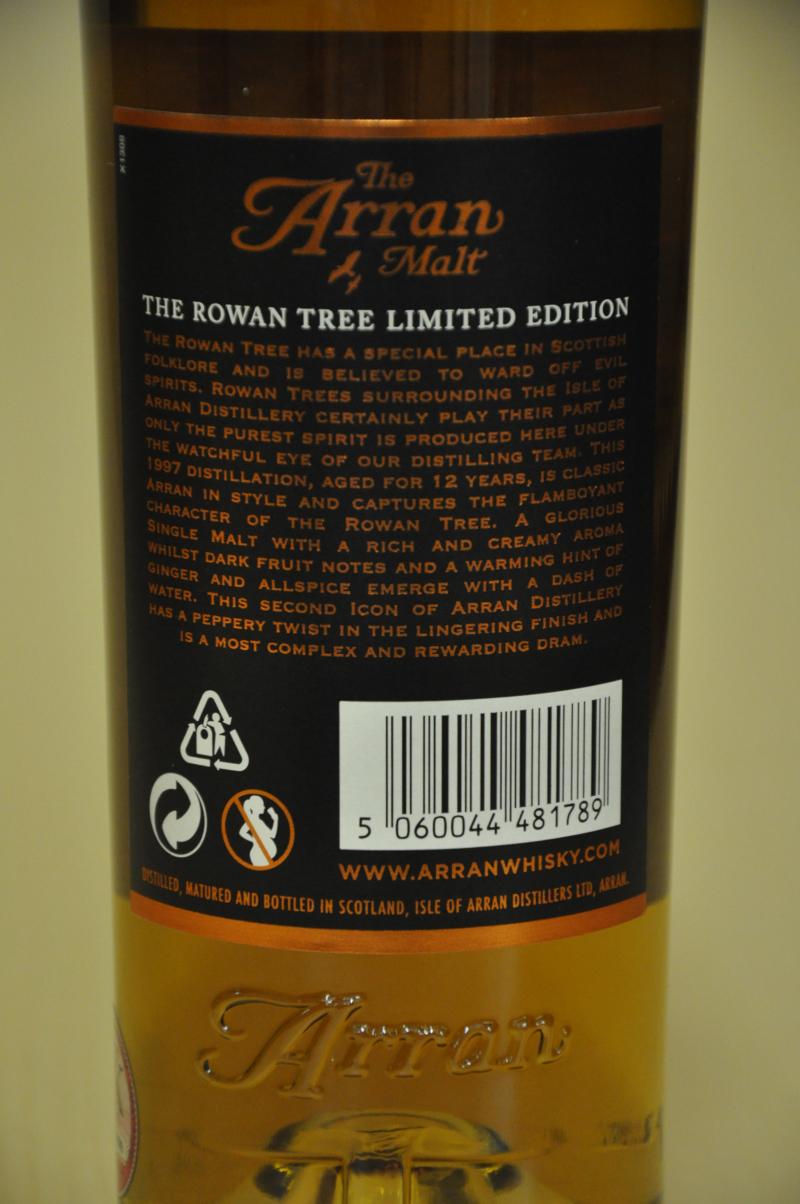 X1309
The
Arran
Malt
THE ROWAN TREE LIMITED EDITION
THE ROWAN TREE HAS A SPECIAL PLACE IN SCOTTISH
FOLKLORE AND IS BELIEVED TO WARD OFF EVIL
SPIRITS. ROWAN TREES SURROUNDING THE ISLE OF
ARRAN DISTILLERY CERTAINLY PLAY THEIR PART AS
ONLY THE PUREST SPIRIT IS PRODUCED HERE UNDER
THE WATCHFUL EYE OF OUR DISTILLING TEAM. THIS
1997 DISTILLATION, AGED FOR 12 YEARS, IS CLASSIC
ARRAN IN STYLE AND CAPTURES THE FLAMBOYANT
CHARACTER OF THE ROWAN TREE. A GLORIOUS
SINGLE MALT WITH A RICH AND CREAMY AROMA
WHILST DARK FRUIT NOTES AND A WARMING HINT OF
GINGER AND ALLSPICE EMERGE WITH A DASH OF
WATER. THIS SECOND ICON OF ARRAN DISTILLERY
HAS A PEPPERY TWIST IN THE LINGERING FINISH AND
IS A MOST COMPLEX AND REWARDING DRAM.
5 060044 481789
WWW.ARRANWHISKY.COM
DISTILLED, MATURED AND BOTTLED IN SCOTLAND, ISLE OF ARRAN DISTILLERS LTD, ARRAN.
Arran